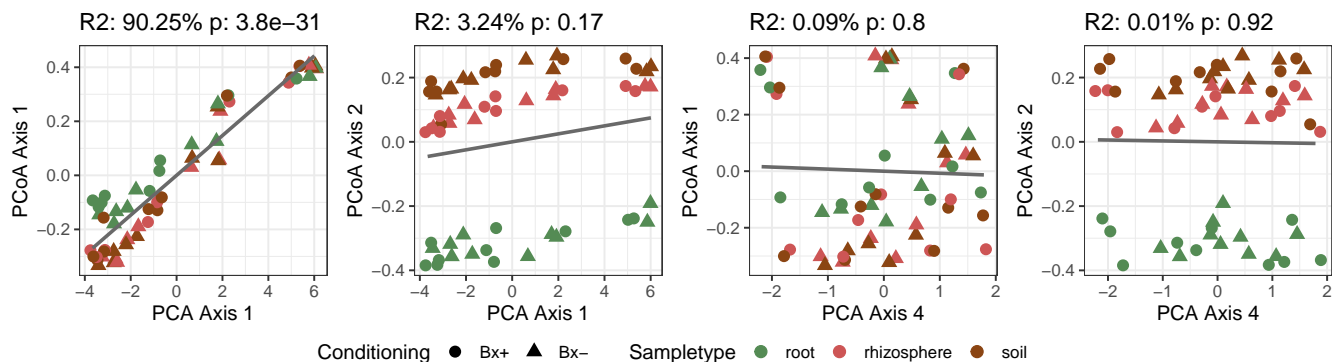 R2: 90.25% p: 3.8e−31
R2: 3.24% p: 0.17
R2: 0.09% p: 0.8
R2: 0.01% p: 0.92
PCoA Axis 1
0.4
0.2
0.0
−0.2
−4 −2 0 2 4 6
PCA Axis 1
PCoA Axis 2
0.2
0.0
−0.2
−0.4
−4 −2 0 2 4 6
PCA Axis 1
PCoA Axis 1
0.4
0.2
0.0
−0.2
−2 −1 0 1 2
PCA Axis 4
PCoA Axis 2
0.2
0.0
−0.2
−0.4
−2 −1 0 1 2
PCA Axis 4
Conditioning Bx+ Bx− Sampletype root rhizosphere soil